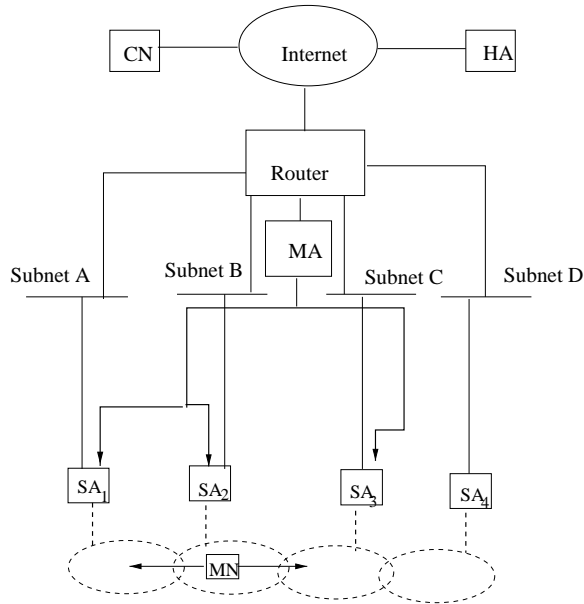 CN
Internet
HA
Router
MA
Subnet A
Subnet B
Subnet C
Subnet D
SA1
SA2
SA3
SA4
MN